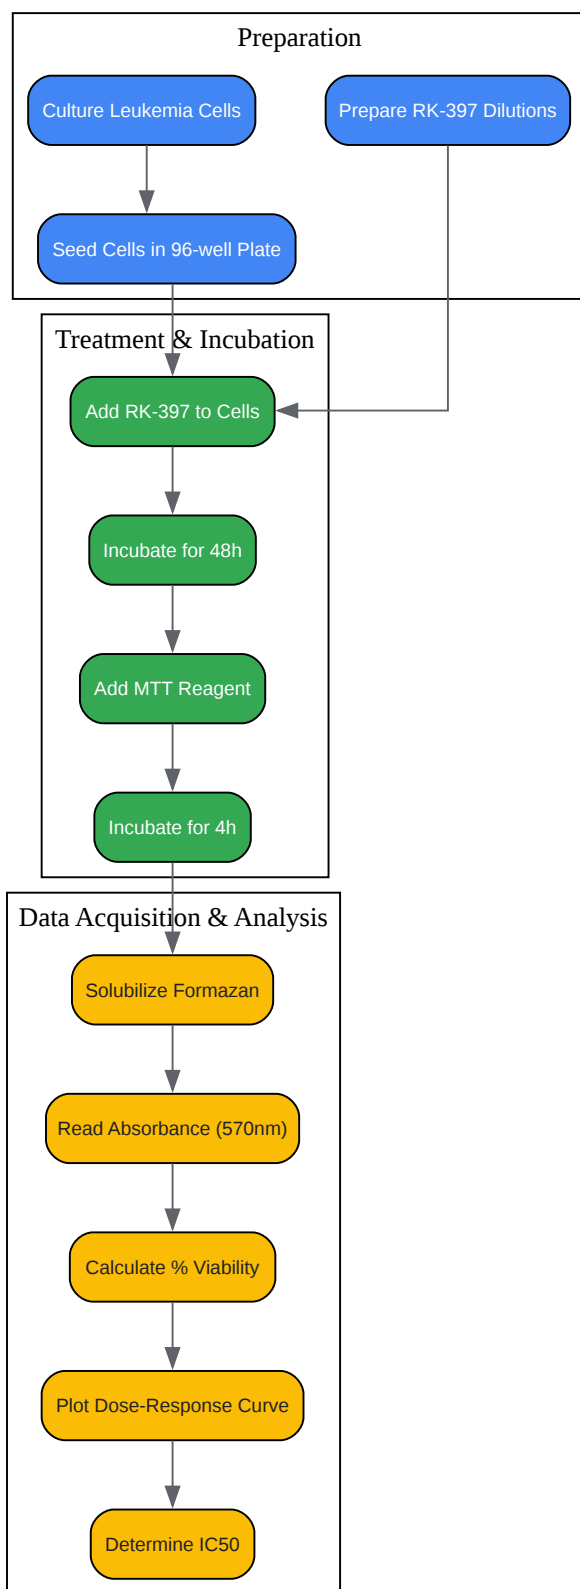 Preparation
Culture Leukemia Cells
Prepare RK-397 Dilutions
Seed Cells in 96-well Plate
Treatment & Incubation
Add RK-397 to Cells
Incubate for 48h
Add MTT Reagent
Incubate for 4h
Data Acquisition & Analysis
Solubilize Formazan
Read Absorbance (570nm)
Calculate % Viability
Plot Dose-Response Curve
Determine IC50